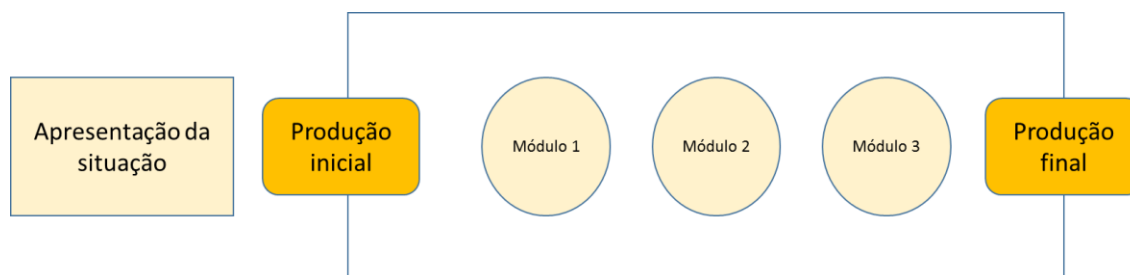 Apresentação da
situação
Produção
inicial
Módulo 1
Módulo 2
Módulo 3
Produção
final